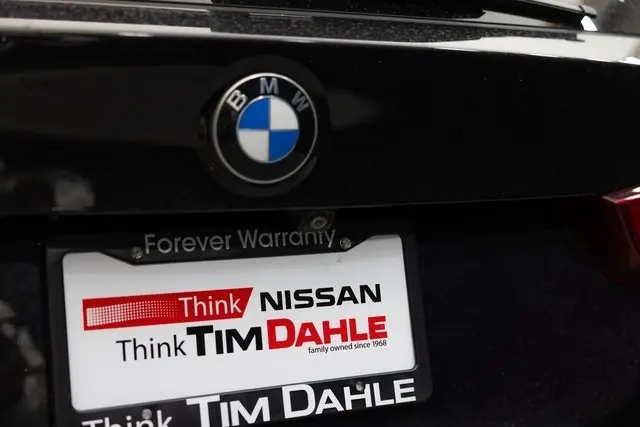 BMW
Forever Warranty
Think NISSAN
Think TIM DAHLE
family owned since 1968
Think TIM DAHLE